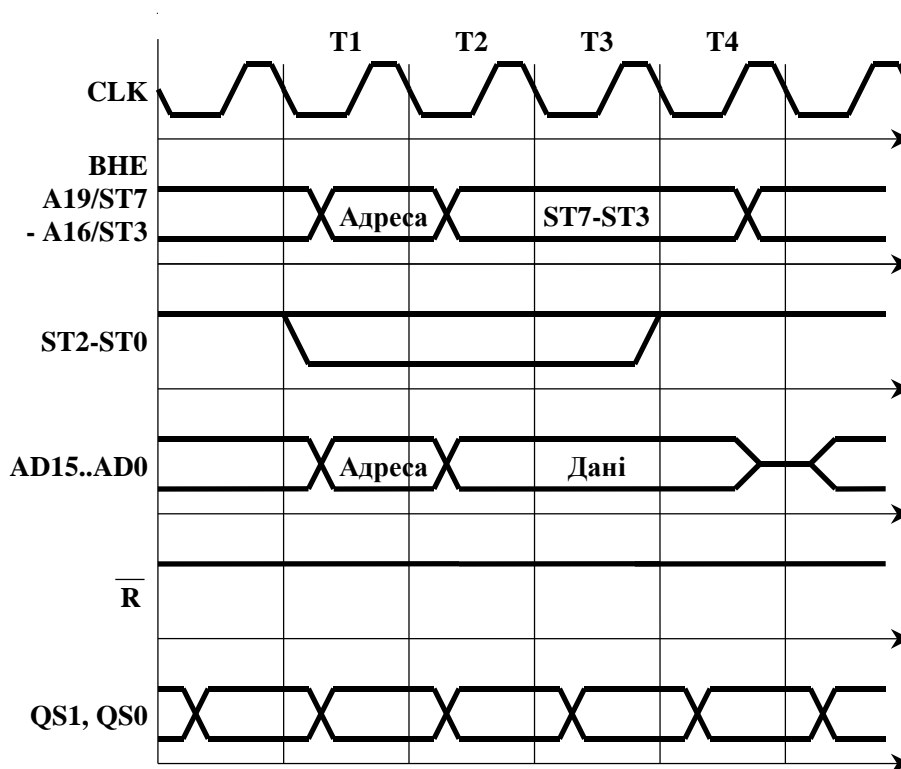 T1 T2 T3 T4
CLK
BHE
A19/ST7
- A16/ST3
Адреса ST7-ST3
ST2-ST0
AD15..AD0 Адреса Дані
R
QS1, QS0